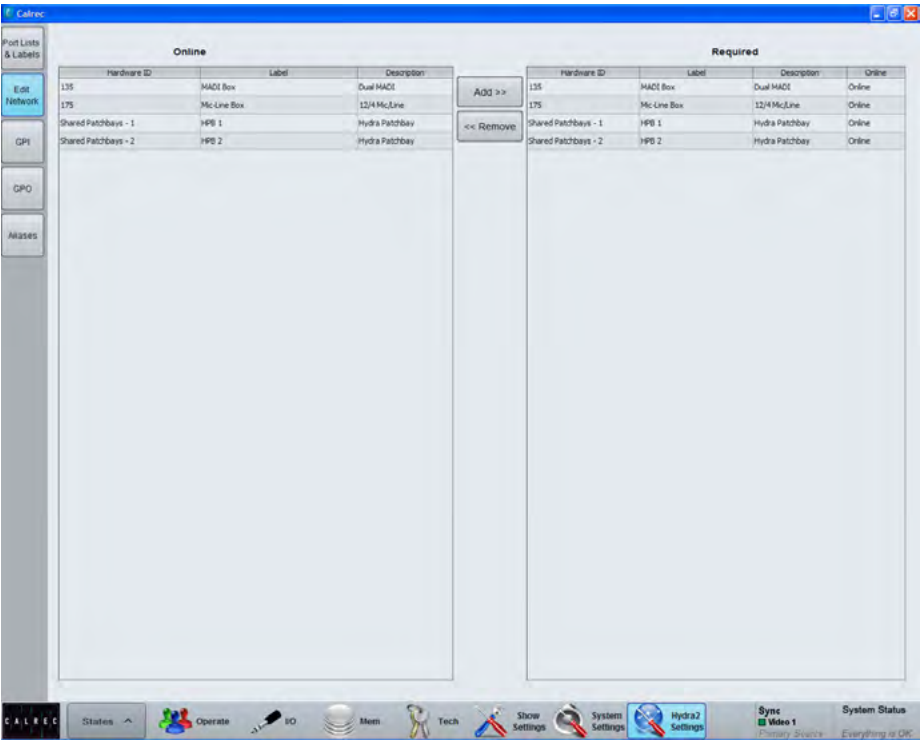 Calrec
Port Lists & Labels
Edit Network
GPI
GPO
Aliases
Online
Hardware ID Label Description
135 MADI Box Dual MADI
175 Mic-Line Box 12/4 Mic/Line
Shared Patchbays - 1 HPB 1 Hydra Patchbay
Shared Patchbays - 2 HPB 2 Hydra Patchbay
Add >>
<< Remove
Required
Hardware ID Label Description Online
135 MADI Box Dual MADI Online
175 Mic-Line Box 12/4 Mic/Line Online
Shared Patchbays - 1 HPB 1 Hydra Patchbay Online
Shared Patchbays - 2 HPB 2 Hydra Patchbay Online
CALREC
States
Operate
IO
Mem
Tech
Show Settings
System Settings
Hydra2 Settings
Sync
Video 1
Primary Source
System Status
Everything is OK